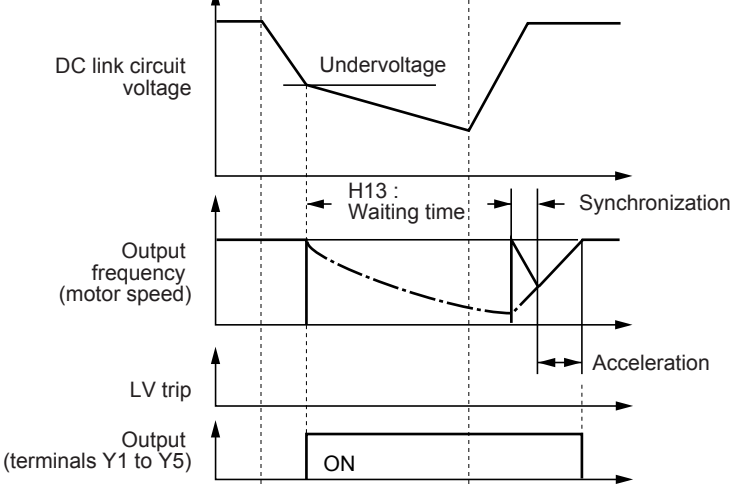 DC link circuit
voltage
Undervoltage
H13 :
Waiting time
Synchronization
Output
frequency
(motor speed)
Acceleration
LV trip
Output
(terminals Y1 to Y5)
ON